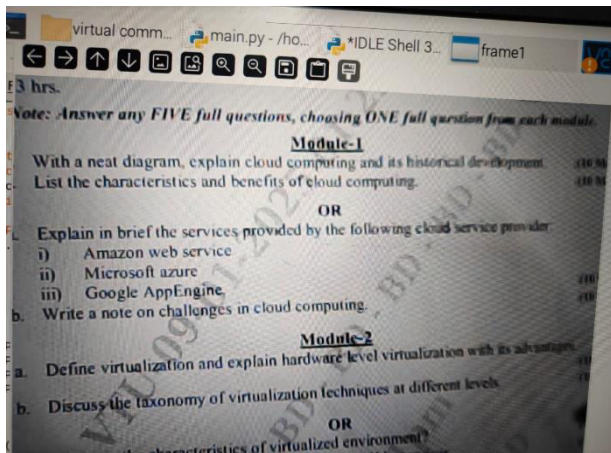 virtual comm... main.py - /ho... *IDLE Shell 3... frame1
3 hrs.
Note: Answer any FIVE full questions, choosing ONE full question from each module.
Module-1
With a neat diagram, explain cloud computing and its historical development.
List the characteristics and benefits of cloud computing.
OR
Explain in brief the services provided by the following cloud service provider
i) Amazon web service
ii) Microsoft azure
iii) Google AppEngine
b. Write a note on challenges in cloud computing.
Module-2
a. Define virtualization and explain hardware level virtualization with its advantages.
b. Discuss the taxonomy of virtualization techniques at different levels
OR
characteristics of virtualized environment?